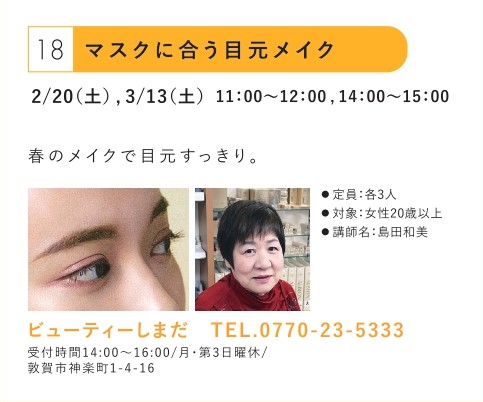 18 マスクに合う目元メイク
2/20(土),3/13(土) 11:00〜12:00,14:00〜15:00
春のメイクで目元すっきり。
●定員:各3人
●対象:女性20歳以上
●講師名:島田和美
ビューティーしまだ TEL.0770-23-5333
受付時間14:00〜16:00/月・第3日曜休/
敦賀市神楽町1-4-16